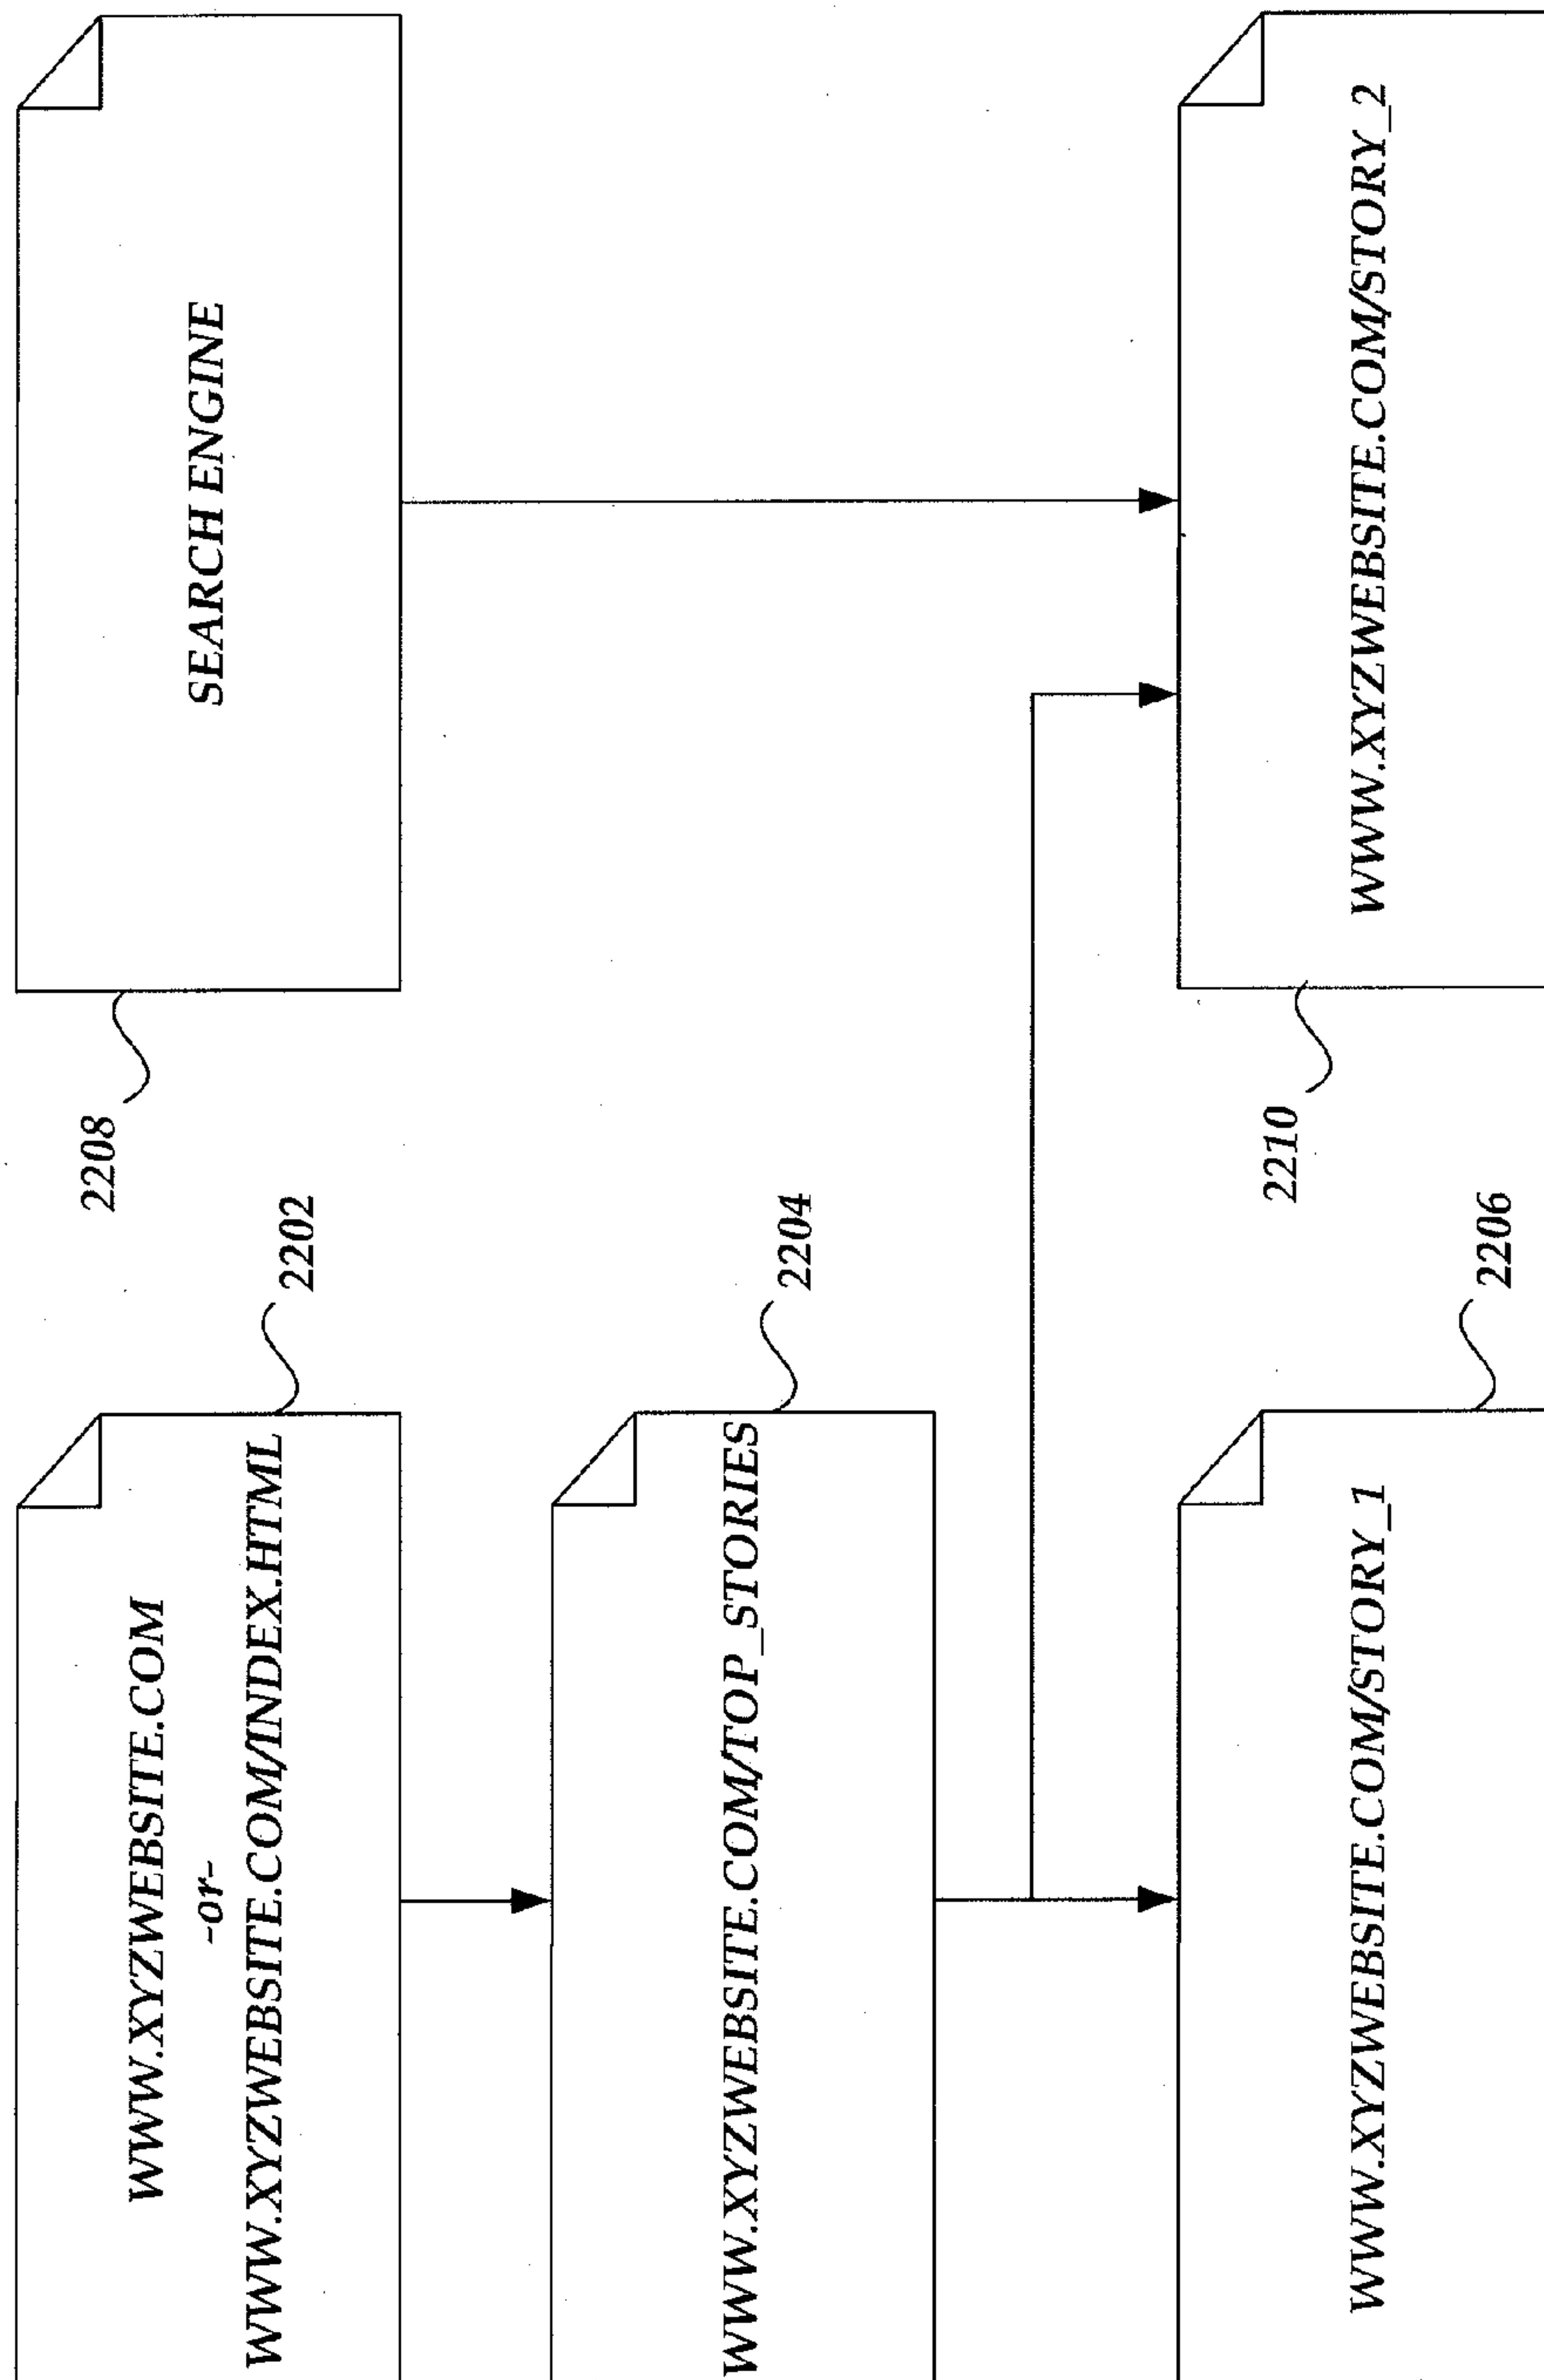 WWW.XYZWEBSITE.COM
-or-
WWW.XYZWEBSITE.COM/INDEX.HTML
2202
WWW.XYZWEBSITE.COM/TOP_STORIES
2204
WWW.XYZWEBSITE.COM/STORY_1
2206
2208
SEARCH ENGINE
2210
WWW.XYZWEBSITE.COM/STORY_2